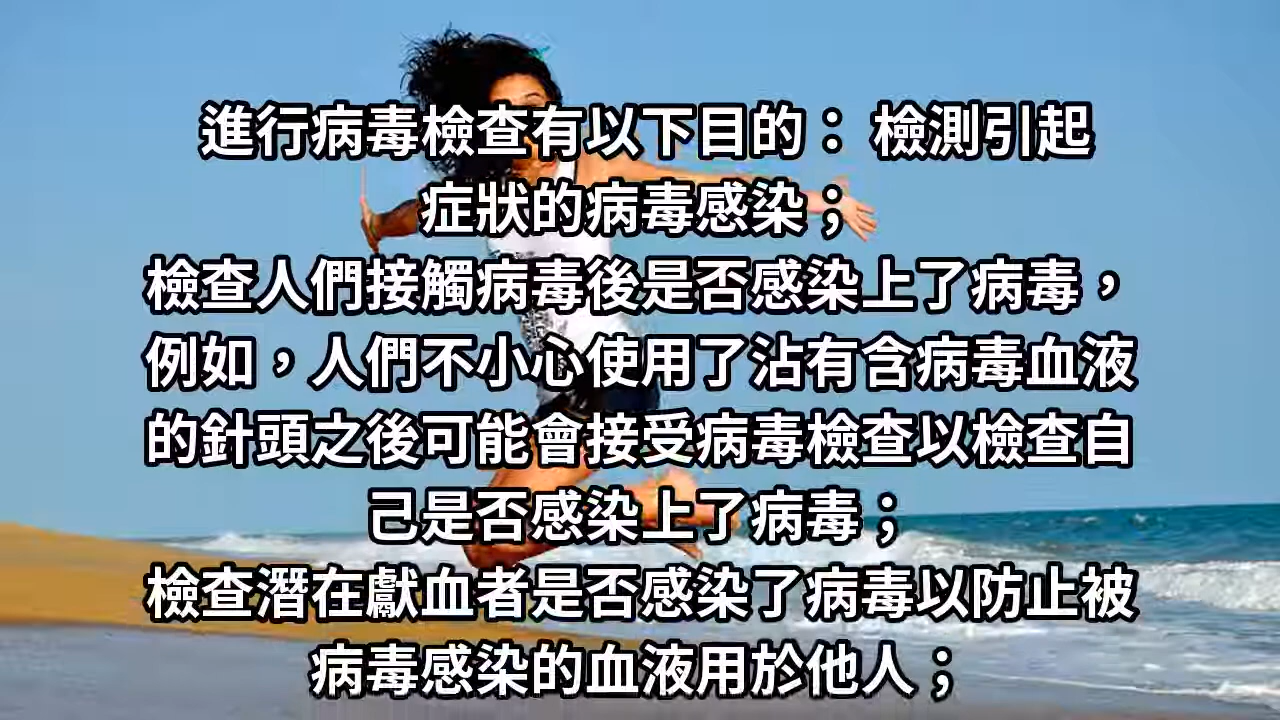 進行病毒檢查有以下目的： 檢測引起
症狀的病毒感染；
檢查人們接觸病毒後是否感染上了病毒，
例如，人們不小心使用了沾有含病毒血液
的針頭之後可能會接受病毒檢查以檢查自
己是否感染上了病毒；
檢查潛在獻血者是否感染了病毒以防止被
病毒感染的血液用於他人；